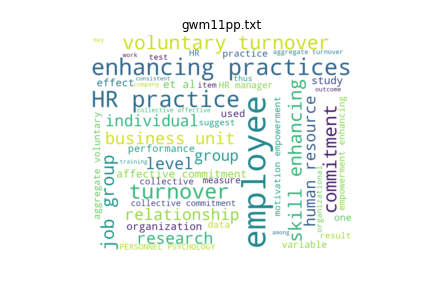 gwm11pp.txt
may
voluntary turnover
work
test
HR
practice
aggregate turnover
enhancing practices
effect
consistent
thus
study
et al
item
HR manager
company
outcome
HR practice
collective affective
individual
suggest
used
business unit
performance
level
group
training
affective commitment
collective
measure
turnover
collective commitment
relationship
organization
data
research
PERSONNEL PSYCHOLOGY
variable
among
one
result
aggregate voluntary
job group
employee
motivation empowerment
skill enhancing
human resource
organizational
commitment
empowerment enhancing